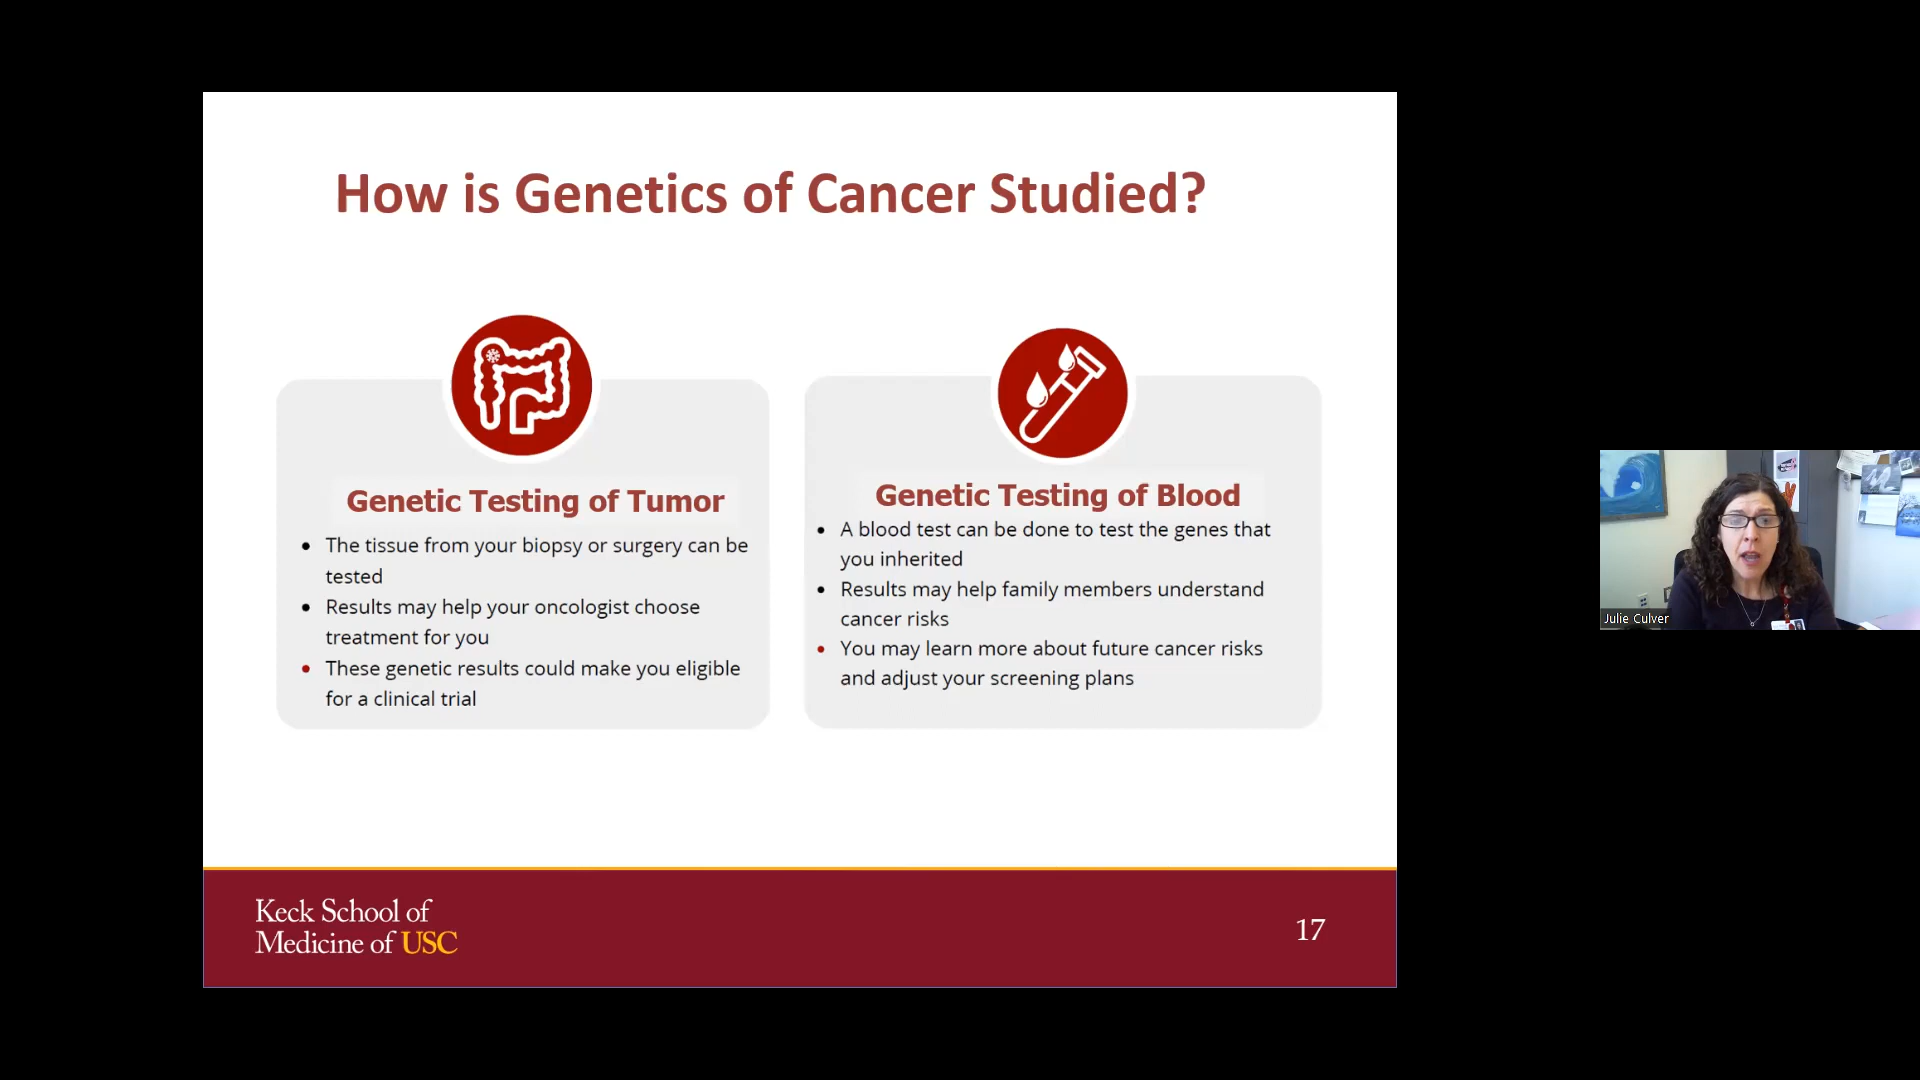 How is Genetics of Cancer Studied?
Genetic Testing of Tumor
• The tissue from your biopsy or surgery can be
tested
• Results may help your oncologist choose
treatment for you
• These genetic results could make you eligible
for a clinical trial
Genetic Testing of Blood
• A blood test can be done to test the genes that
you inherited
• Results may help family members understand
cancer risks
• You may learn more about future cancer risks
and adjust your screening plans
Julie Culver
Keck School of
Medicine of USC
17